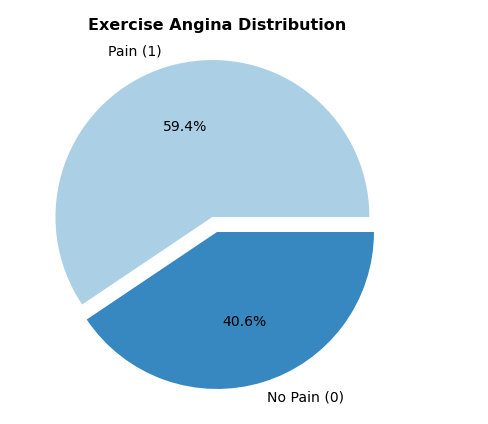 Exercise Angina Distribution
Pain (1)
59.4%
40.6%
No Pain (0)